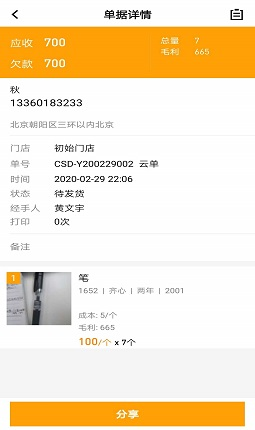 单据详情
应收 700
总量 7
毛利 665
欠款 700
秋
13360183233
北京朝阳区三环以内北京
门店 初始门店
单号 CSD-Y200229002 云单
时间 2020-02-29 22:06
状态 待发货
经手人 黄文宇
打印 0次
备注
1
笔
1652 | 齐心 | 两年 | 2001
成本: 5/个
毛利: 665
100/个 x 7个
分享